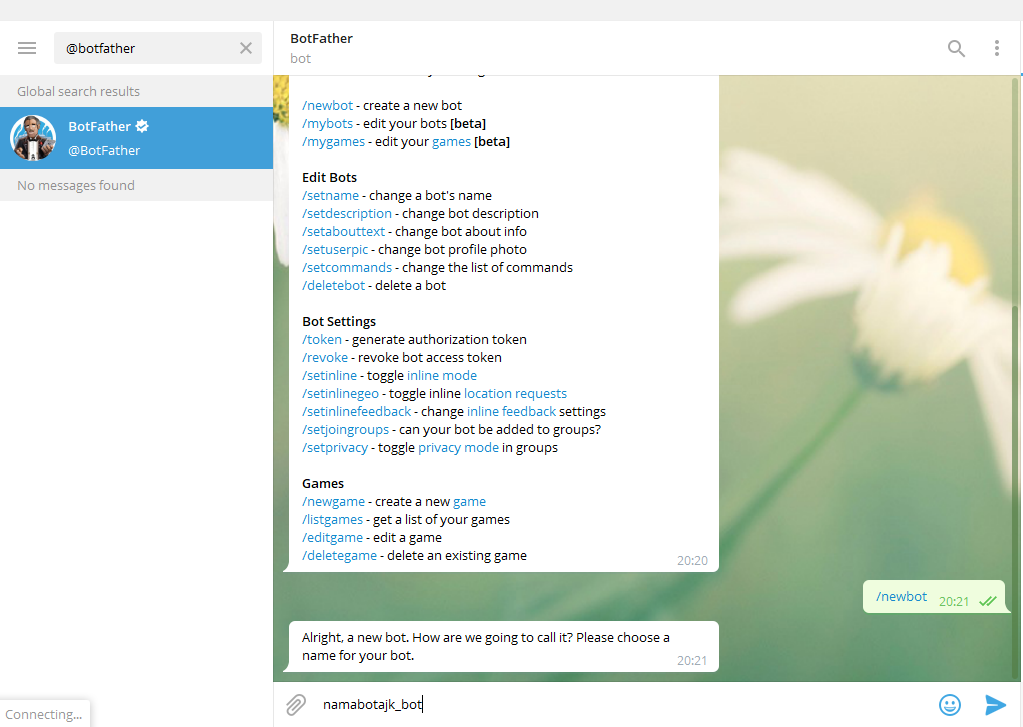 @botfather
Global search results
BotFather
@BotFather
No messages found
Connecting...
BotFather
bot
/newbot - create a new bot
/mybots - edit your bots [beta]
/mygames - edit your games [beta]
Edit Bots
/setname - change a bot's name
/setdescription - change bot description
/setabouttext - change bot about info
/setuserpic - change bot profile photo
/setcommands - change the list of commands
/deletebot - delete a bot
Bot Settings
/token - generate authorization token
/revoke - revoke bot access token
/setinline - toggle inline mode
/setinlinegeo - toggle inline location requests
/setinlinefeedback - change inline feedback settings
/setjoingroups - can your bot be added to groups?
/setprivacy - toggle privacy mode in groups
Games
/newgame - create a new game
/listgames - get a list of your games
/editgame - edit a game
/deletegame - delete an existing game
20:20
/newbot 20:21
Alright, a new bot. How are we going to call it? Please choose a
name for your bot.
20:21
namabotajk_bot